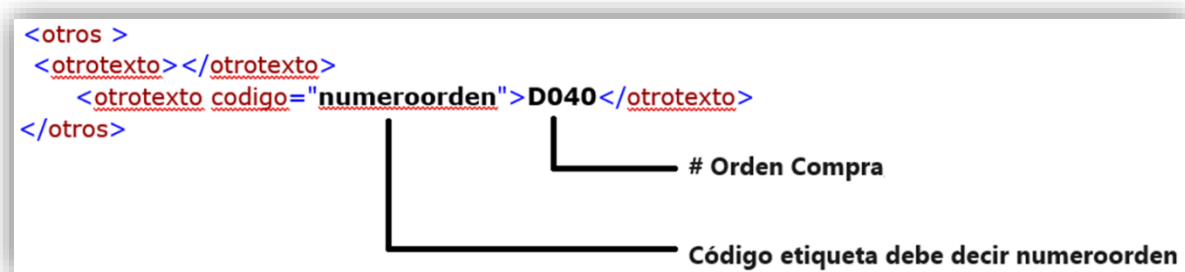 <otros >
<otrotexto></otrotexto>
<otrotexto codigo="numeroorden">D040</otrotexto>
</otros>
# Orden Compra
Código etiqueta debe decir numeroorden